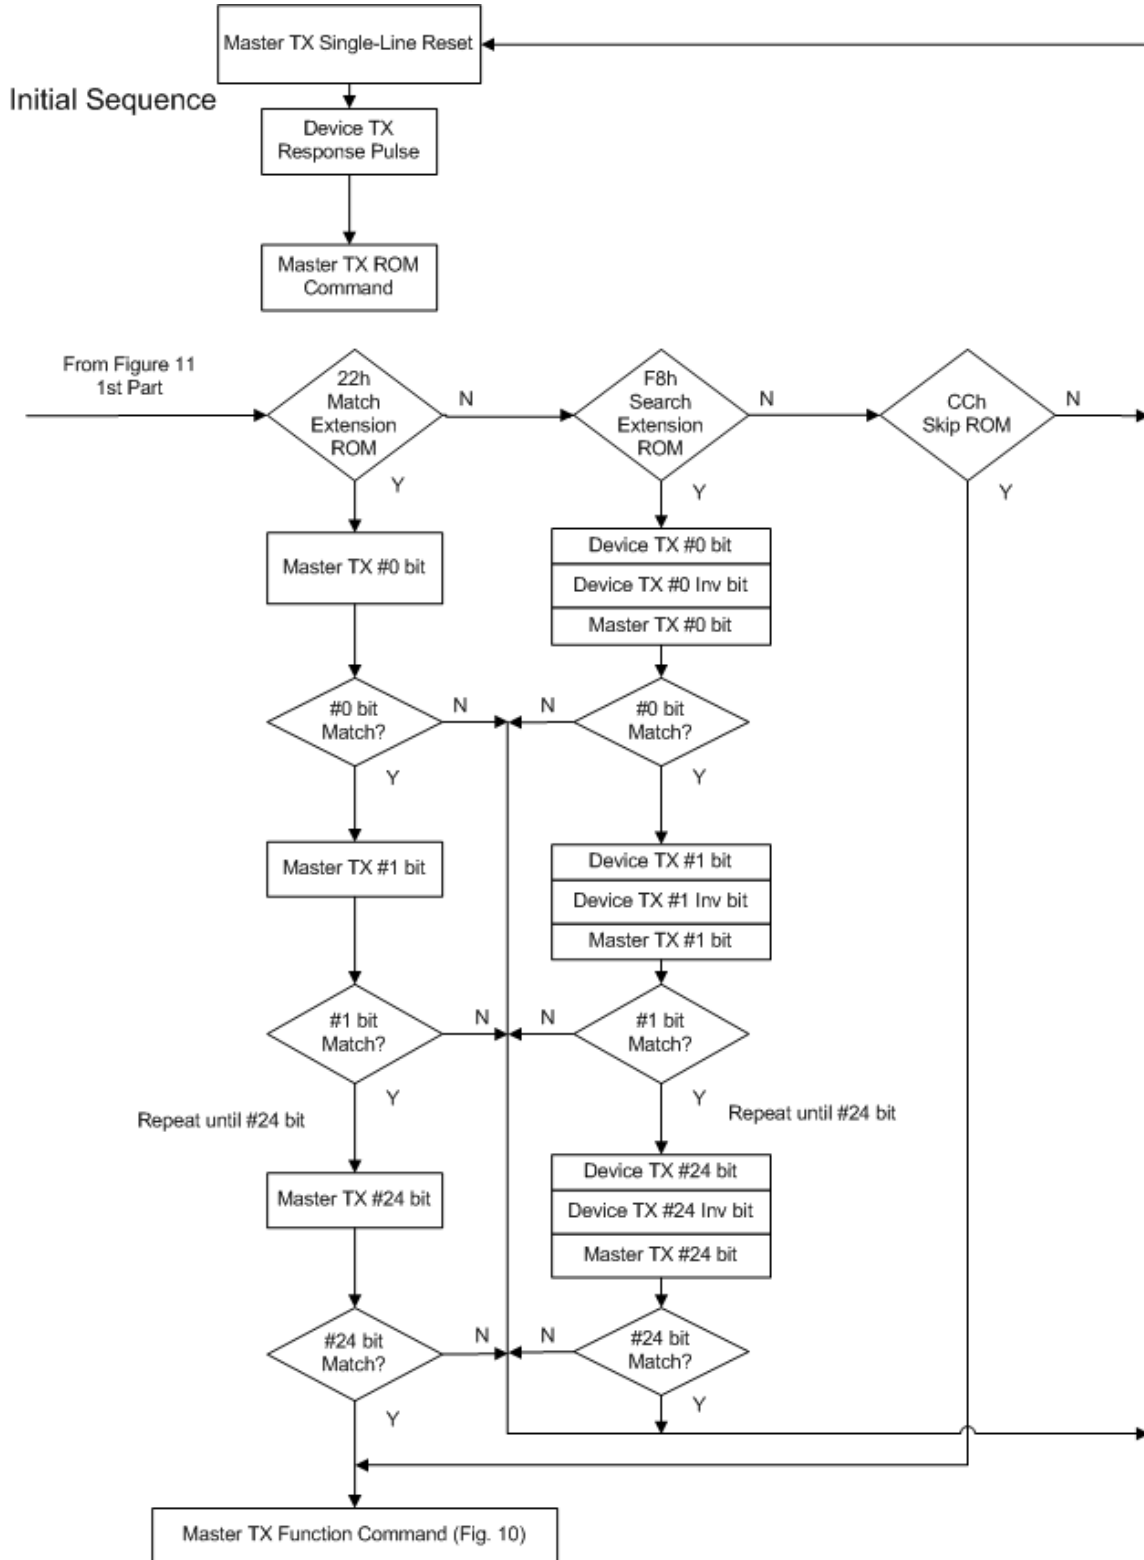 Master TX Single-Line Reset
Initial Sequence
Device TX
Response Pulse
Master TX ROM
Command
From Figure 11
1st Part
22h
Match
Extension
ROM
N
F8h
Search
Extension
ROM
N
CCh
Skip ROM
N
Y
Y
Y
Master TX #0 bit
Device TX #0 bit
Device TX #0 Inv bit
Master TX #0 bit
#0 bit
Match?
N
N
#0 bit
Match?
Y
Y
Master TX #1 bit
Device TX #1 bit
Device TX #1 Inv bit
Master TX #1 bit
#1 bit
Match?
N
N
#1 bit
Match?
Y
Y
Repeat until #24 bit
Repeat until #24 bit
Master TX #24 bit
Device TX #24 bit
Device TX #24 Inv bit
Master TX #24 bit
#24 bit
Match?
N
N
#24 bit
Match?
Y
Y
Master TX Function Command (Fig. 10)